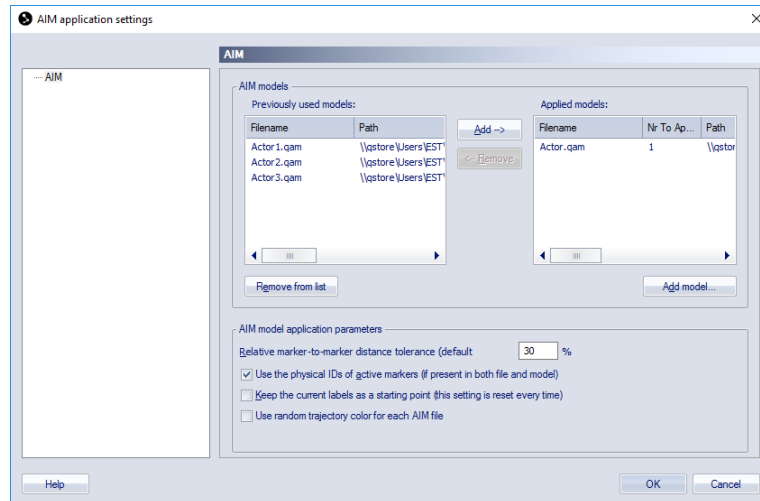 AIM application settings
AIM
AIM
AIM models
Previously used models:
Filename Path
Actor1.qam \\qstore\Users\EST
Actor2.qam \\qstore\Users\EST
Actor3.qam \\qstore\Users\EST
Add -->
<- Remove
Applied models:
Filename Nr To Ap... Path
Actor.qam 1 \\qstor
Remove from list
Add model...
AIM model application parameters
Relative marker-to-marker distance tolerance (default 30 %
Use the physical IDs of active markers (if present in both file and model)
Keep the current labels as a starting point (this setting is reset every time)
Use random trajectory color for each AIM file
Help
OK
Cancel